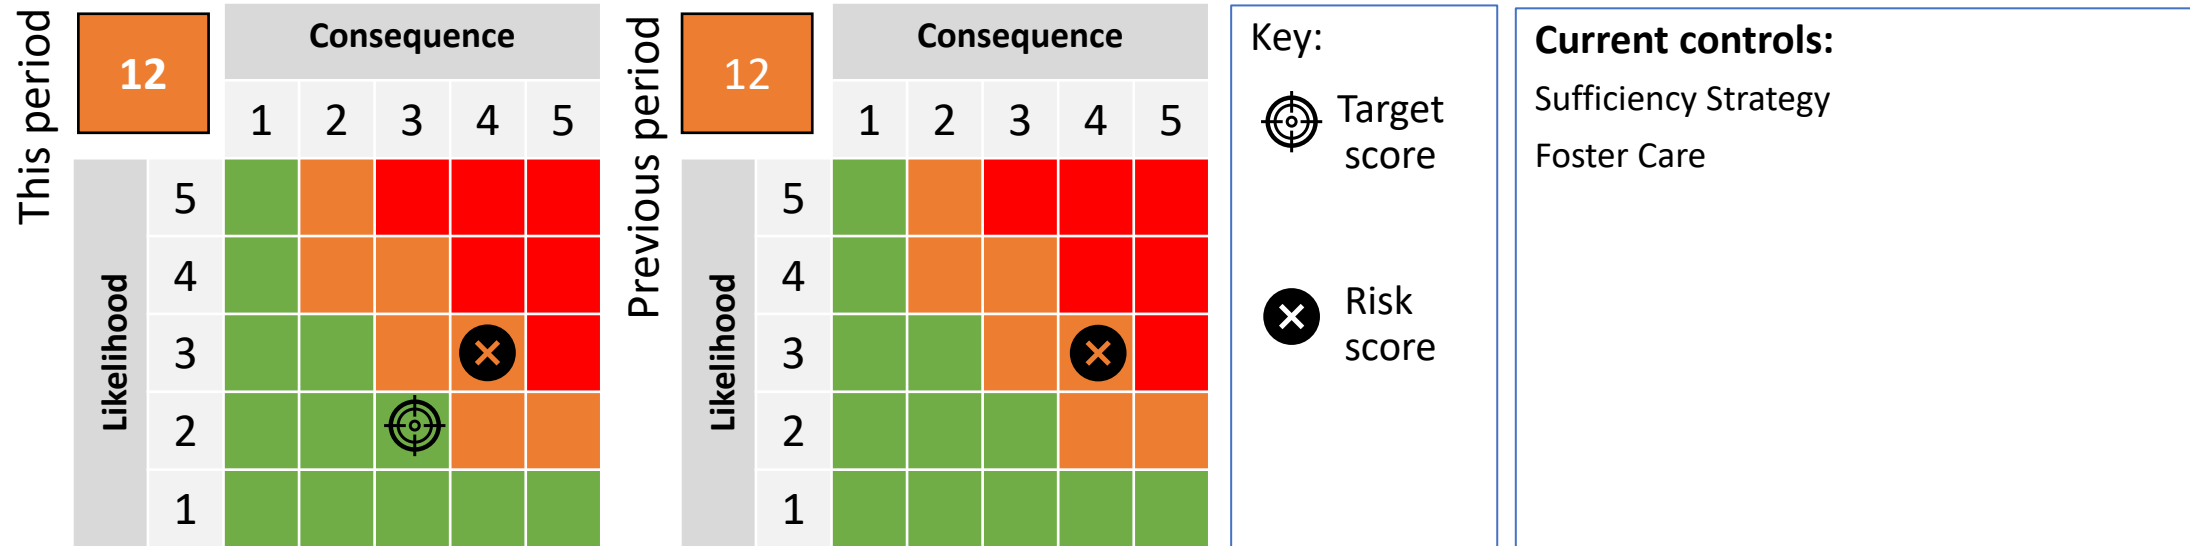 This period
12
Consequence
1 2 3 4 5
Likelihood
5
4
3
2
1
Previous period
12
Consequence
1 2 3 4 5
Likelihood
5
4
3
2
1
Key:
Target
score
Risk
score
Current controls:
Sufficiency Strategy
Foster Care